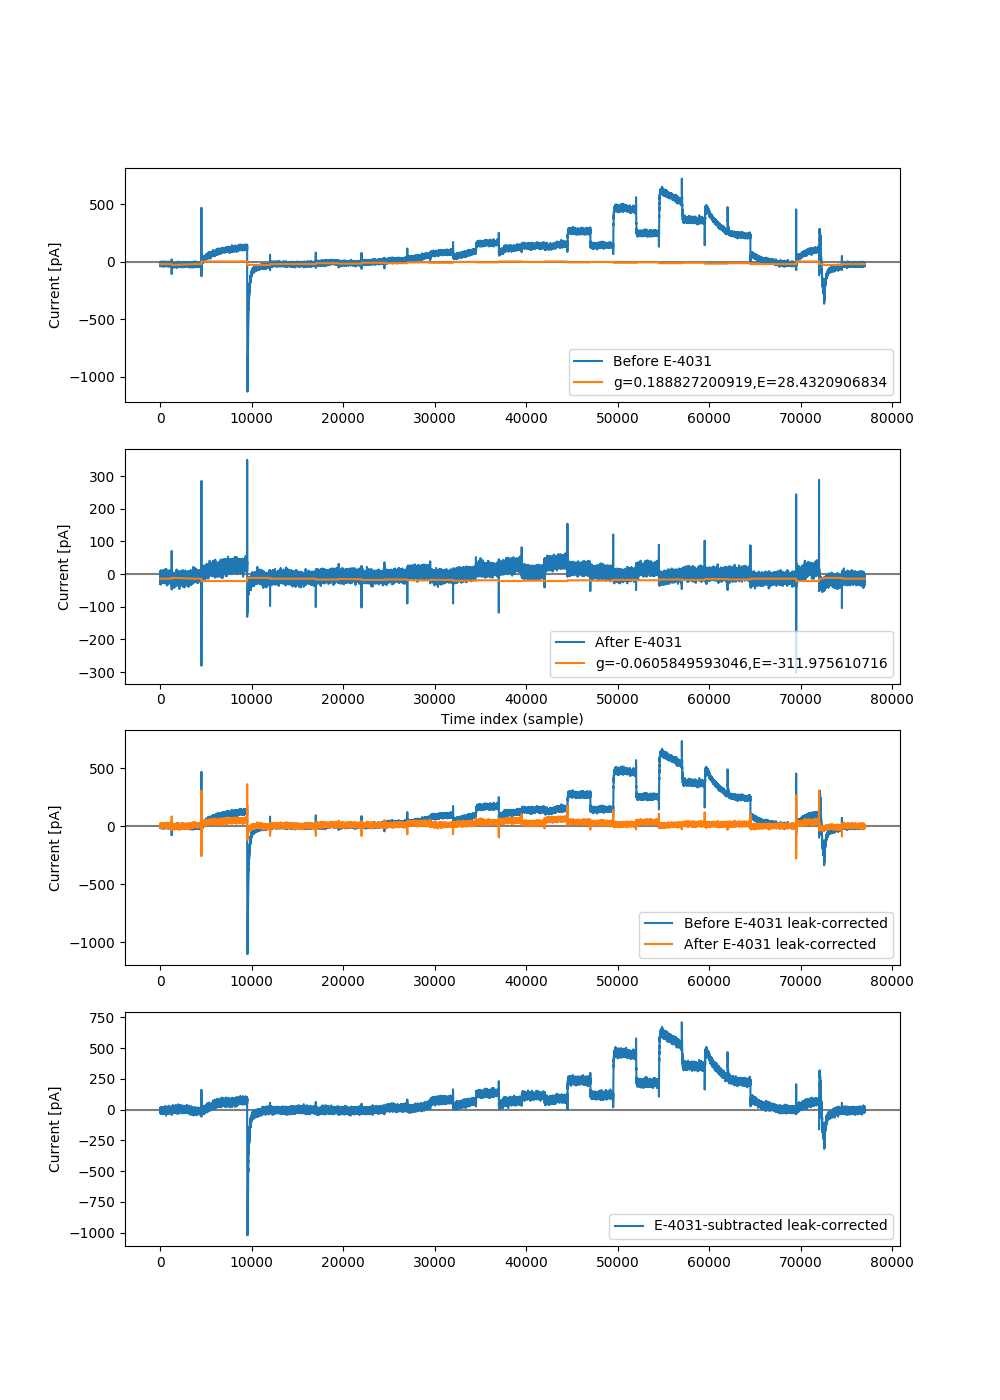 500
0
−500
−1000
Current [pA]
Before E-4031
g=0.188827200919,E=28.4320906834
0 10000 20000 30000 40000 50000 60000 70000 80000
300
200
100
0
−100
−200
−300
Current [pA]
After E-4031
g=-0.0605849593046,E=-311.975610716
0 10000 20000 30000 40000 50000 60000 70000 80000
Time index (sample)
500
0
−500
−1000
Current [pA]
Before E-4031 leak-corrected
After E-4031 leak-corrected
0 10000 20000 30000 40000 50000 60000 70000 80000
750
500
250
0
−250
−500
−750
−1000
Current [pA]
E-4031-subtracted leak-corrected
0 10000 20000 30000 40000 50000 60000 70000 80000